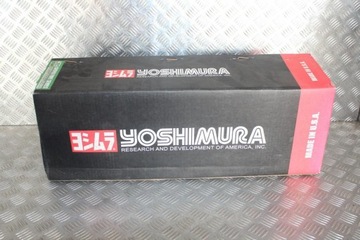 ヨシムラ YOSHIMURA
ヨシムラ YOSHIMURA
RESEARCH AND DEVELOPMENT OF AMERICA, INC.
MADE IN U.S.A.